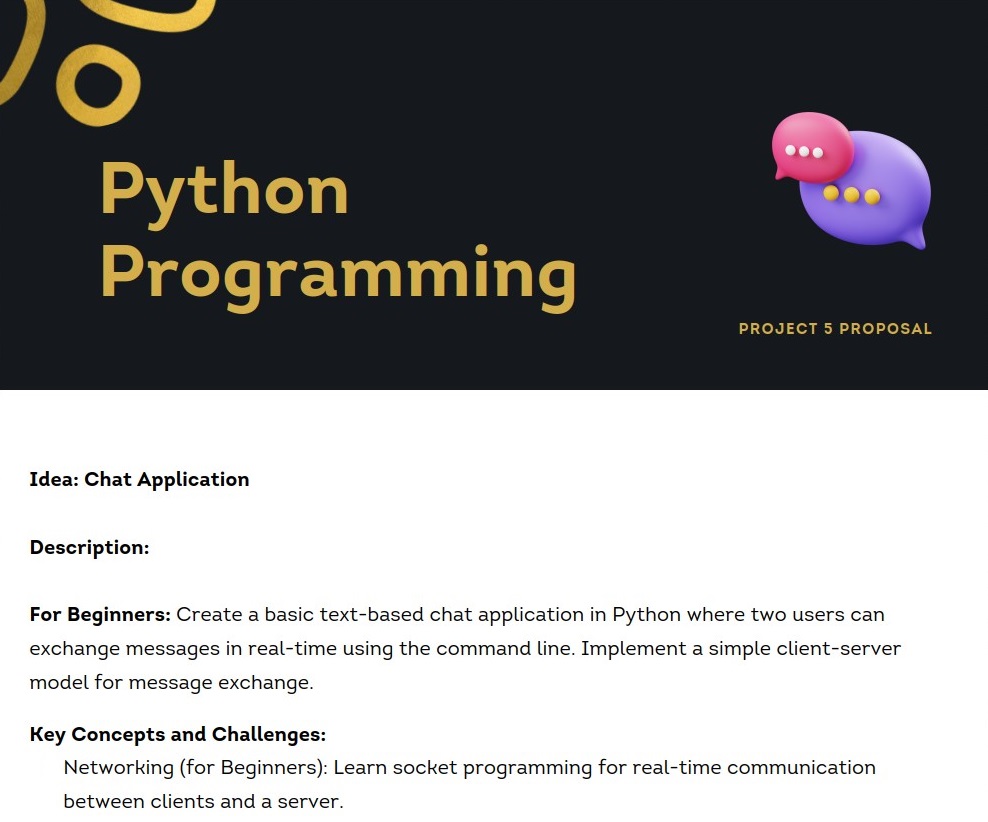 Python
Programming
PROJECT 5 PROPOSAL
Idea: Chat Application
Description:
For Beginners: Create a basic text-based chat application in Python where two users can
exchange messages in real-time using the command line. Implement a simple client-server
model for message exchange.
Key Concepts and Challenges:
Networking (for Beginners): Learn socket programming for real-time communication
between clients and a server.